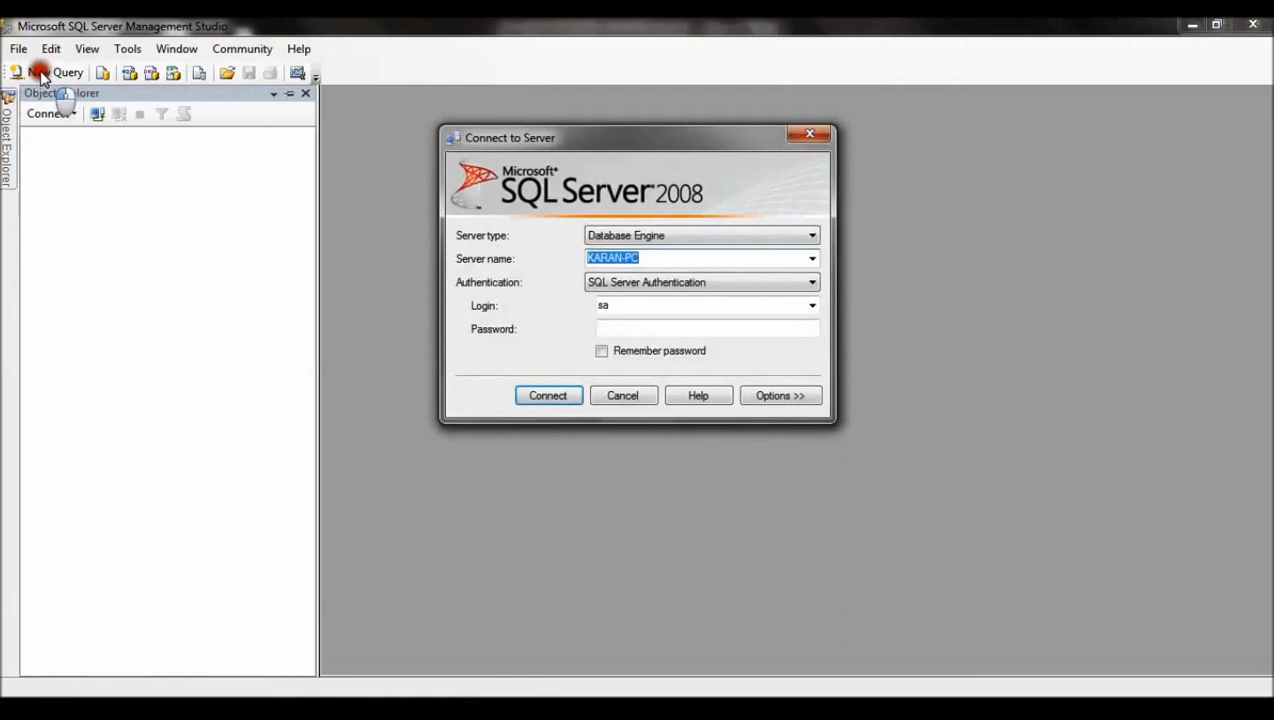 Microsoft SQL Server Management Studio
File Edit View Tools Window Community Help
Query
Object Explorer
Connect
Object Explorer
Connect to Server
Microsoft
SQL Server 2008
Server type: Database Engine
Server name: KARAN-PC
Authentication: SQL Server Authentication
Login: sa
Password:
Remember password
Connect Cancel Help Options >>